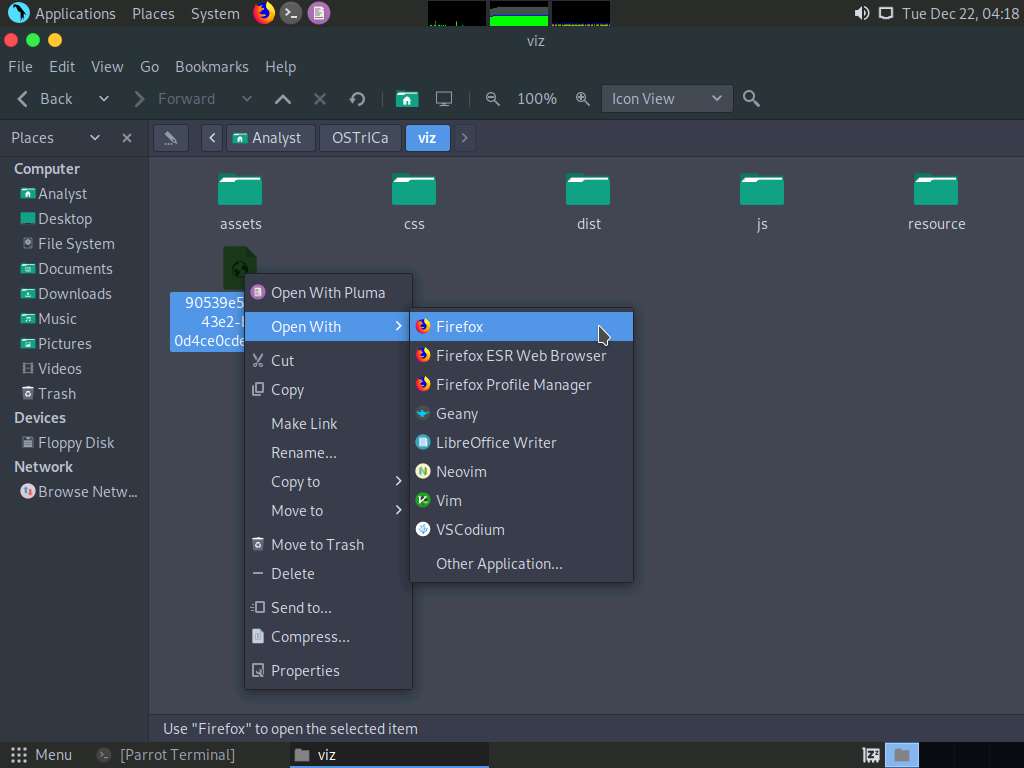 Applications Places System Tue Dec 22, 04:18
viz
File Edit View Go Bookmarks Help
Back Forward 100% Icon View
Places Analyst OSTrICa viz
Computer
Analyst
Desktop
File System
Documents
Downloads
Music
Pictures
Videos
Trash
Devices
Floppy Disk
Network
Browse Netw...
assets css dist js resource
90539e5
43e2-
0d4ce0cde
Open With Pluma
Open With
Cut
Copy
Make Link
Rename...
Copy to
Move to
Move to Trash
Delete
Send to...
Compress...
Properties
Firefox
Firefox ESR Web Browser
Firefox Profile Manager
Geany
LibreOffice Writer
Neovim
Vim
VSCodium
Other Application...
Use "Firefox" to open the selected item
Menu [Parrot Terminal] viz